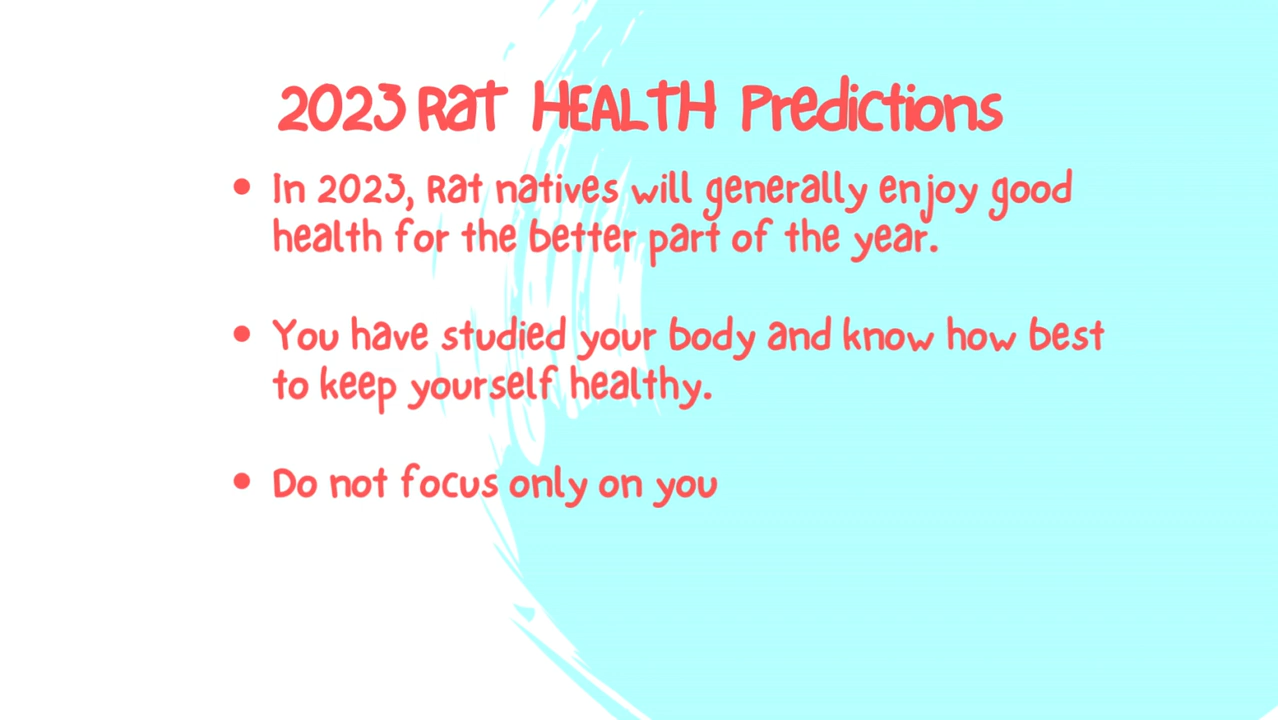 2023 Rat HEALTH Predictions
• In 2023, Rat natives will generally enjoy good
health for the better part of the year.
• You have studied your body and know how best
to keep yourself healthy.
• Do not focus only on you